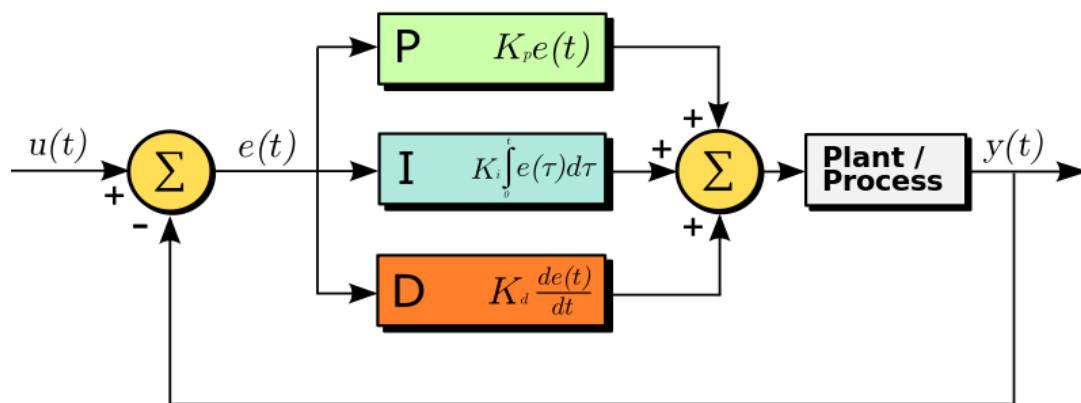 P K_p e(t)
u(t)
+
-
Σ
e(t)
I K_i ∫_0^t e(τ)dτ
D K_d de(t)/dt
+
+
+
Σ
Plant /
Process
y(t)